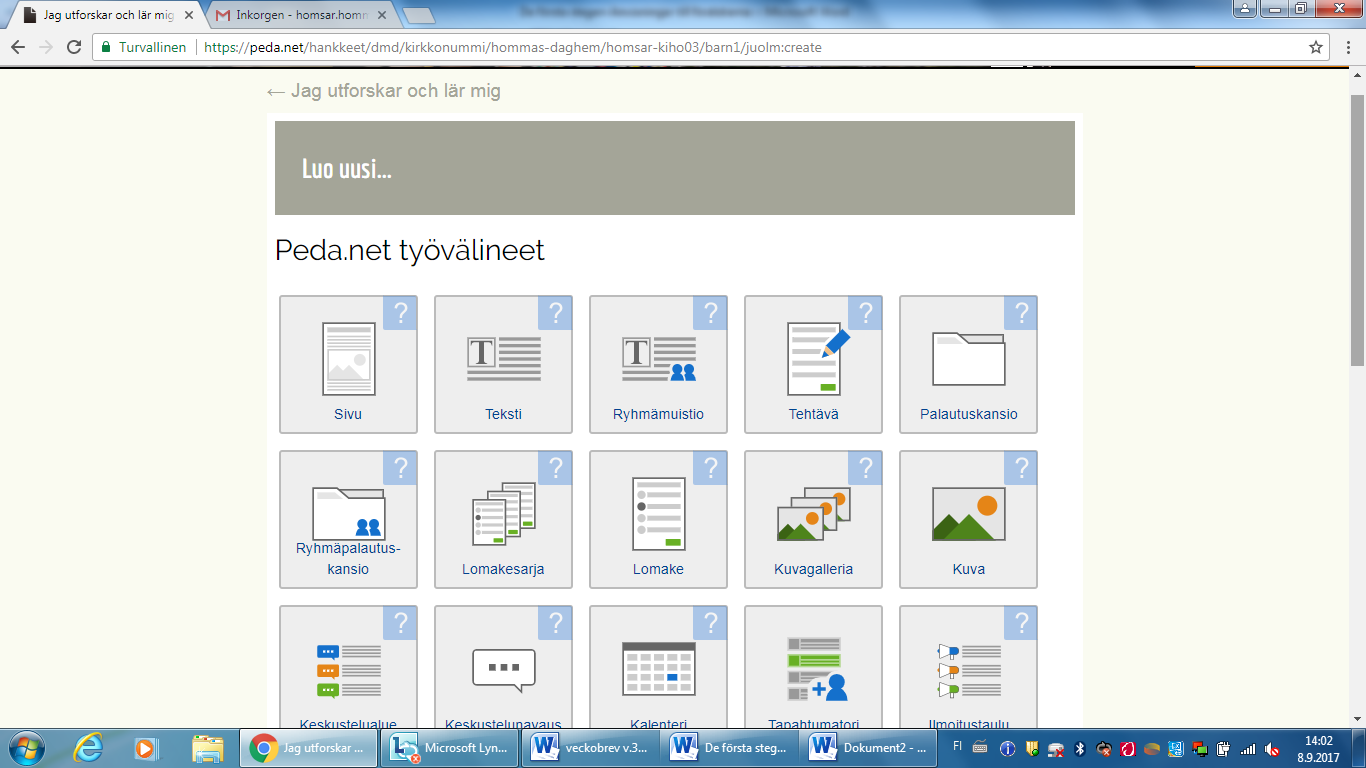 Jag utforskar och lär mig
Inkorgen - homsar.homm
Turvallinen
https://peda.net/hankkeet/dmd/kirkkonummi/hommas-daghem/homsar-kiho03/barn1/juolm:create
← Jag utforskar och lär mig
Luo uusi...
Peda.net työvälineet
? ? ? ? ?
Sivu Teksti Ryhmämuistio Tehtävä Palautuskansio
? ? ? ? ?
Ryhmäpalautus-
kansio Lomakesarja Lomake Kuvagalleria Kuva
? ? ? ?
Keskustelualue Keskustelunavaus Kalenteri Tapahtumatori Ilmoitustaulu
Jag utforskar ... Microsoft Lyn... veckobrev v.3... De första steg... Dokument2 - ... FI 14:02
8.9.2017